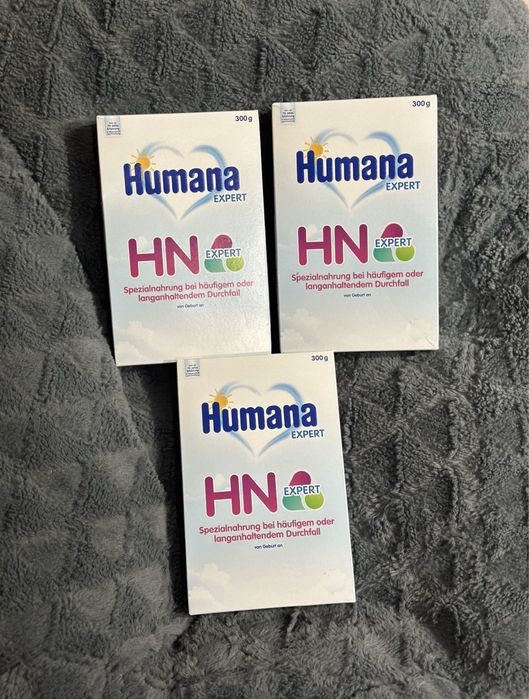 300g
Humana
EXPERT
HN EXPERT
Spezialnahrung bei häufigem oder
langanhaltendem Durchfall
von Geburt an
300g
Humana
EXPERT
HN EXPERT
Spezialnahrung bei häufigem oder
langanhaltendem Durchfall
von Geburt an
300g
Humana
EXPERT
HN EXPERT
Spezialnahrung bei häufigem oder
langanhaltendem Durchfall
von Geburt an